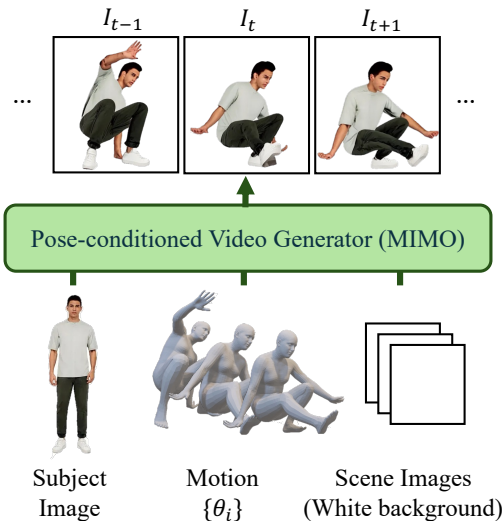 I_{t-1} I_t I_{t+1}
... ...
Pose-conditioned Video Generator (MIMO)
Subject Motion Scene Images
Image {θ_i} (White background)